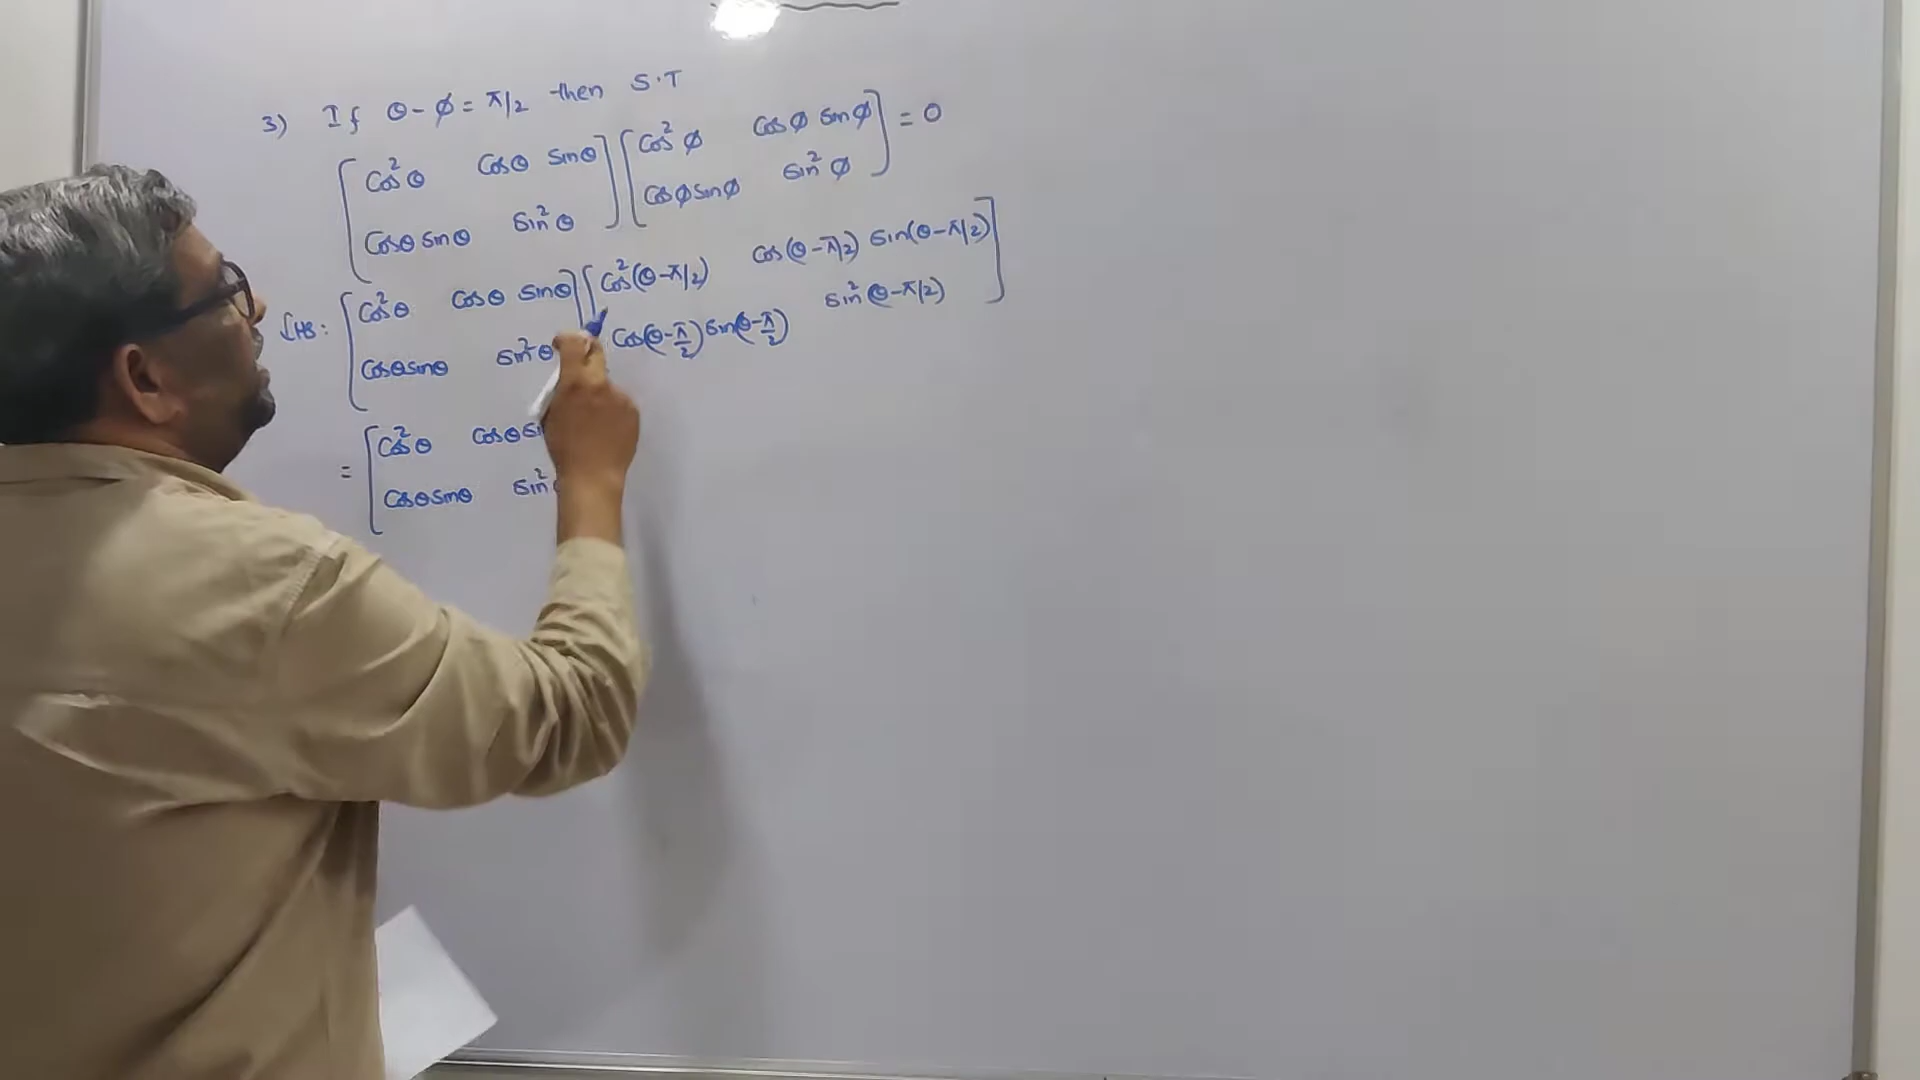 3) If θ - ϕ = π/2 then S.T
[Cos²θ Cosθ Sinθ] [Cos²ϕ Cosϕ Sinϕ] = 0
[Cosθ Sinθ Sin²θ] [Cosϕ Sinϕ Sin²ϕ]
LHS: [Cos²θ Cosθ Sinθ] [Cos²(θ-π/2) Cos(θ-π/2) Sin(θ-π/2)]
[Cosθ Sinθ Sin²θ [Cos(θ-π/2) Sin(θ-π/2) Sin²(θ-π/2)]
= [Cos²θ Cosθ
[Cosθ Sinθ Sin²